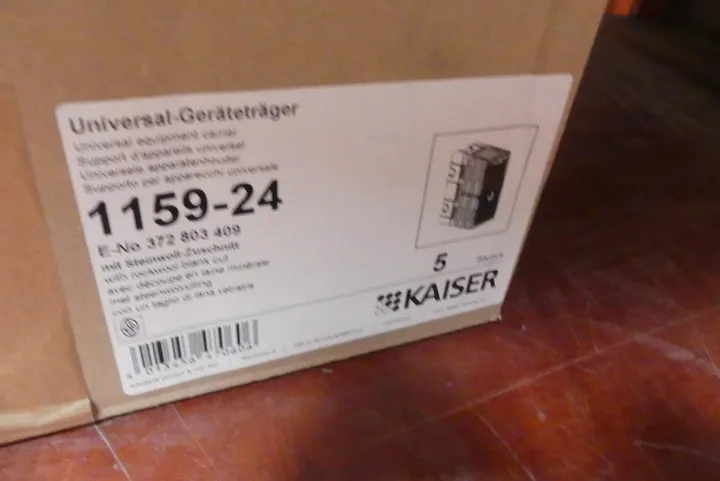 Universal-Geräteträger
Universal equipment carrier
Support d'appareils universel
Universele apparatenhouder
Supporto per apparecchi universale
1159-24
E-No 372 803 409
mit Steinwoll-Zuschnitt
with rockwool blank cut
avec découpe en laine minérale
met steenwolvulling
con un taglio di lana vetrata
5
KAISER